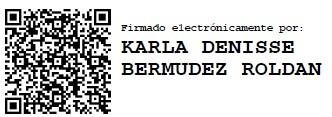 Firmado electrónicamente por:
KARLA DENISSE
BERMUDEZ ROLDAN